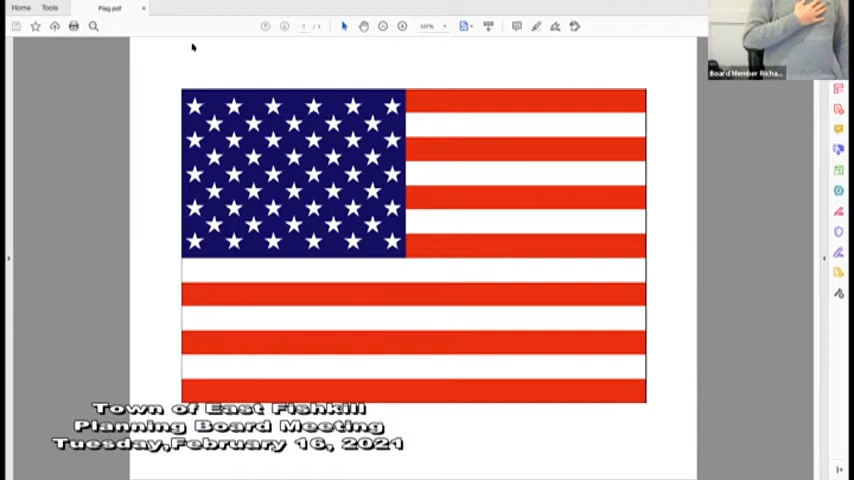 Home
Tools
Flag.pdf
Board Member Richa...
Town of East Fishkill
Planning Board Meeting
Tuesday,February 16, 2021